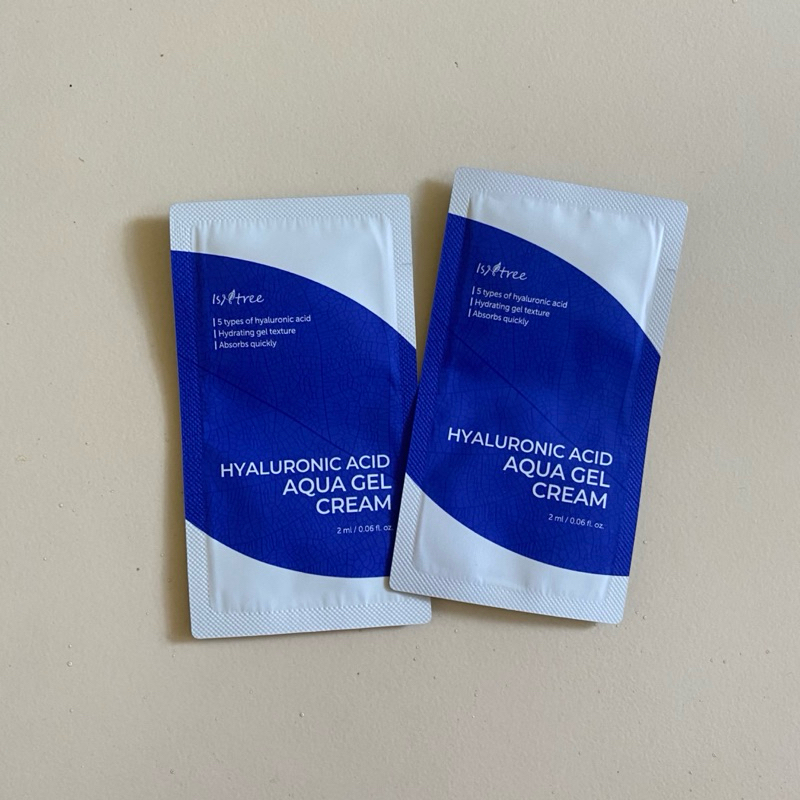 Isntree
5 types of hyaluronic acid
Hydrating gel texture
Absorbs quickly
HYALURONIC ACID
AQUA GEL
CREAM
2 ml / 0.06 fl. oz.
Isntree
5 types of hyaluronic acid
Hydrating gel texture
Absorbs quickly
HYALURONIC ACID
AQUA GEL
CREAM
2 ml / 0.06 fl. oz.